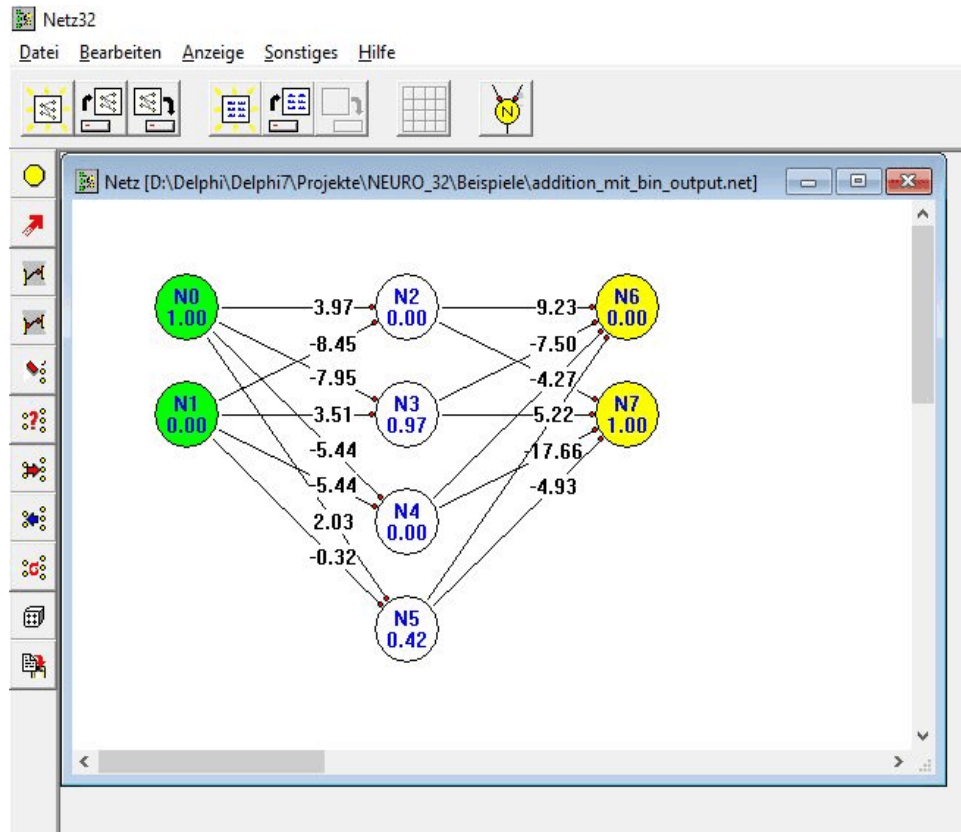 Netz32
Datei Bearbeiten Anzeige Sonstiges Hilfe
N
Netz [D:\Delphi\Delphi7\Projekte\NEURO_32\Beispiele\addition_mit_bin_output.net]
N0
1.00
3.97
N2
0.00
9.23
N6
0.00
-8.45
-7.50
-7.95
-4.27
N1
0.00
3.51
N3
0.97
5.22
N7
1.00
-5.44
-17.66
-5.44
-4.93
N4
0.00
2.03
-0.32
N5
0.42